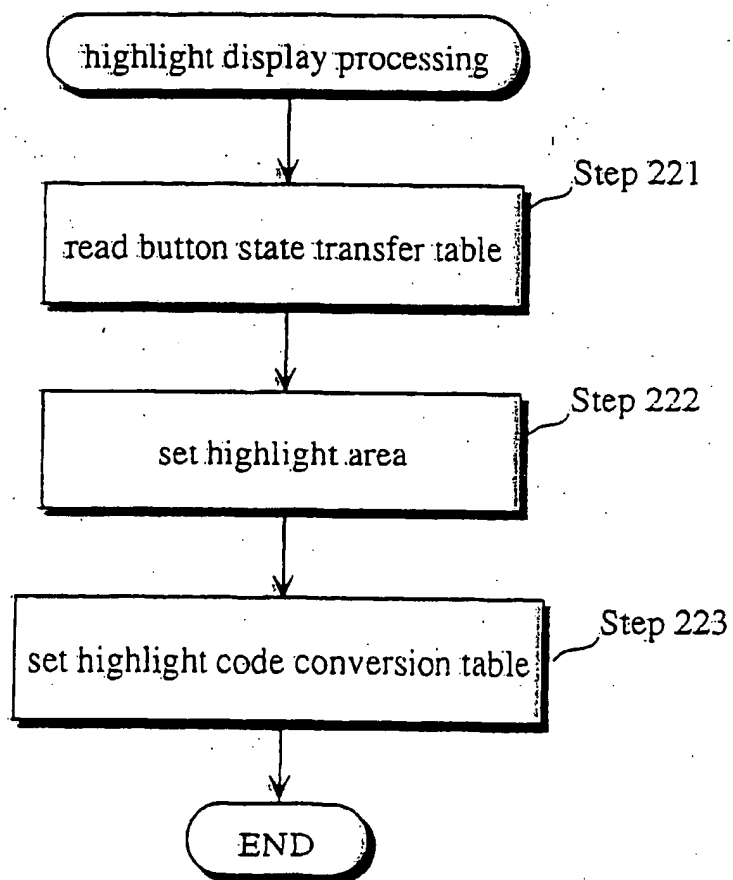 highlight display processing
Step 221
read button state transfer table
Step 222
set highlight area
Step 223
set highlight code conversion table
END